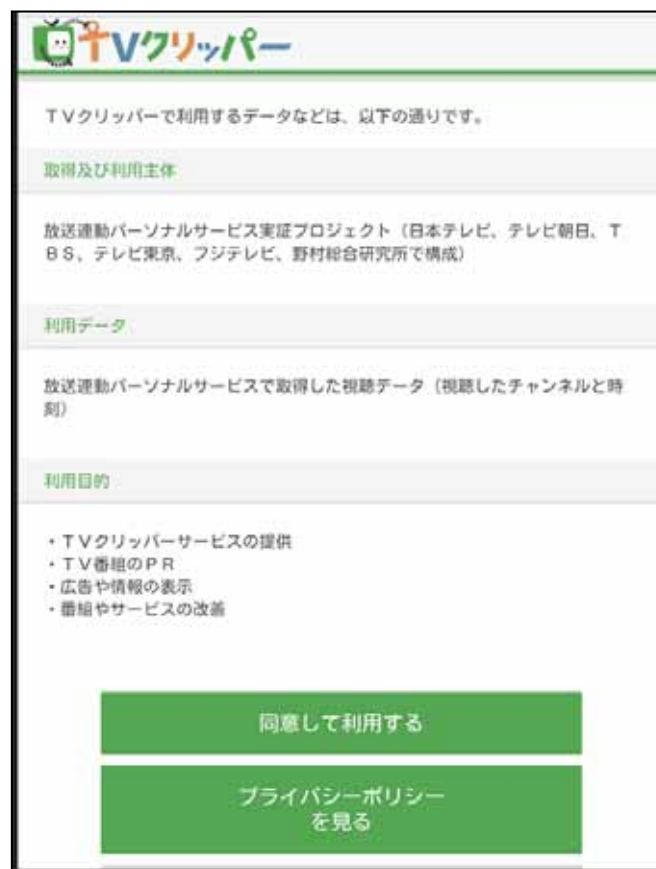 TVクリッパー
TVクリッパーで利用するデータなどは、以下の通りです。
取得及び利用主体
放送連動パーソナルサービス実証プロジェクト（日本テレビ、テレビ朝日、T
BS、テレビ東京、フジテレビ、野村総合研究所で構成）
利用データ
放送連動パーソナルサービスで取得した視聴データ（視聴したチャンネルと時
刻）
利用目的
・TVクリッパーサービスの提供
・TV番組のPR
・広告や情報の表示
・番組やサービスの改善
同意して利用する
プライバシーポリシー
を見る